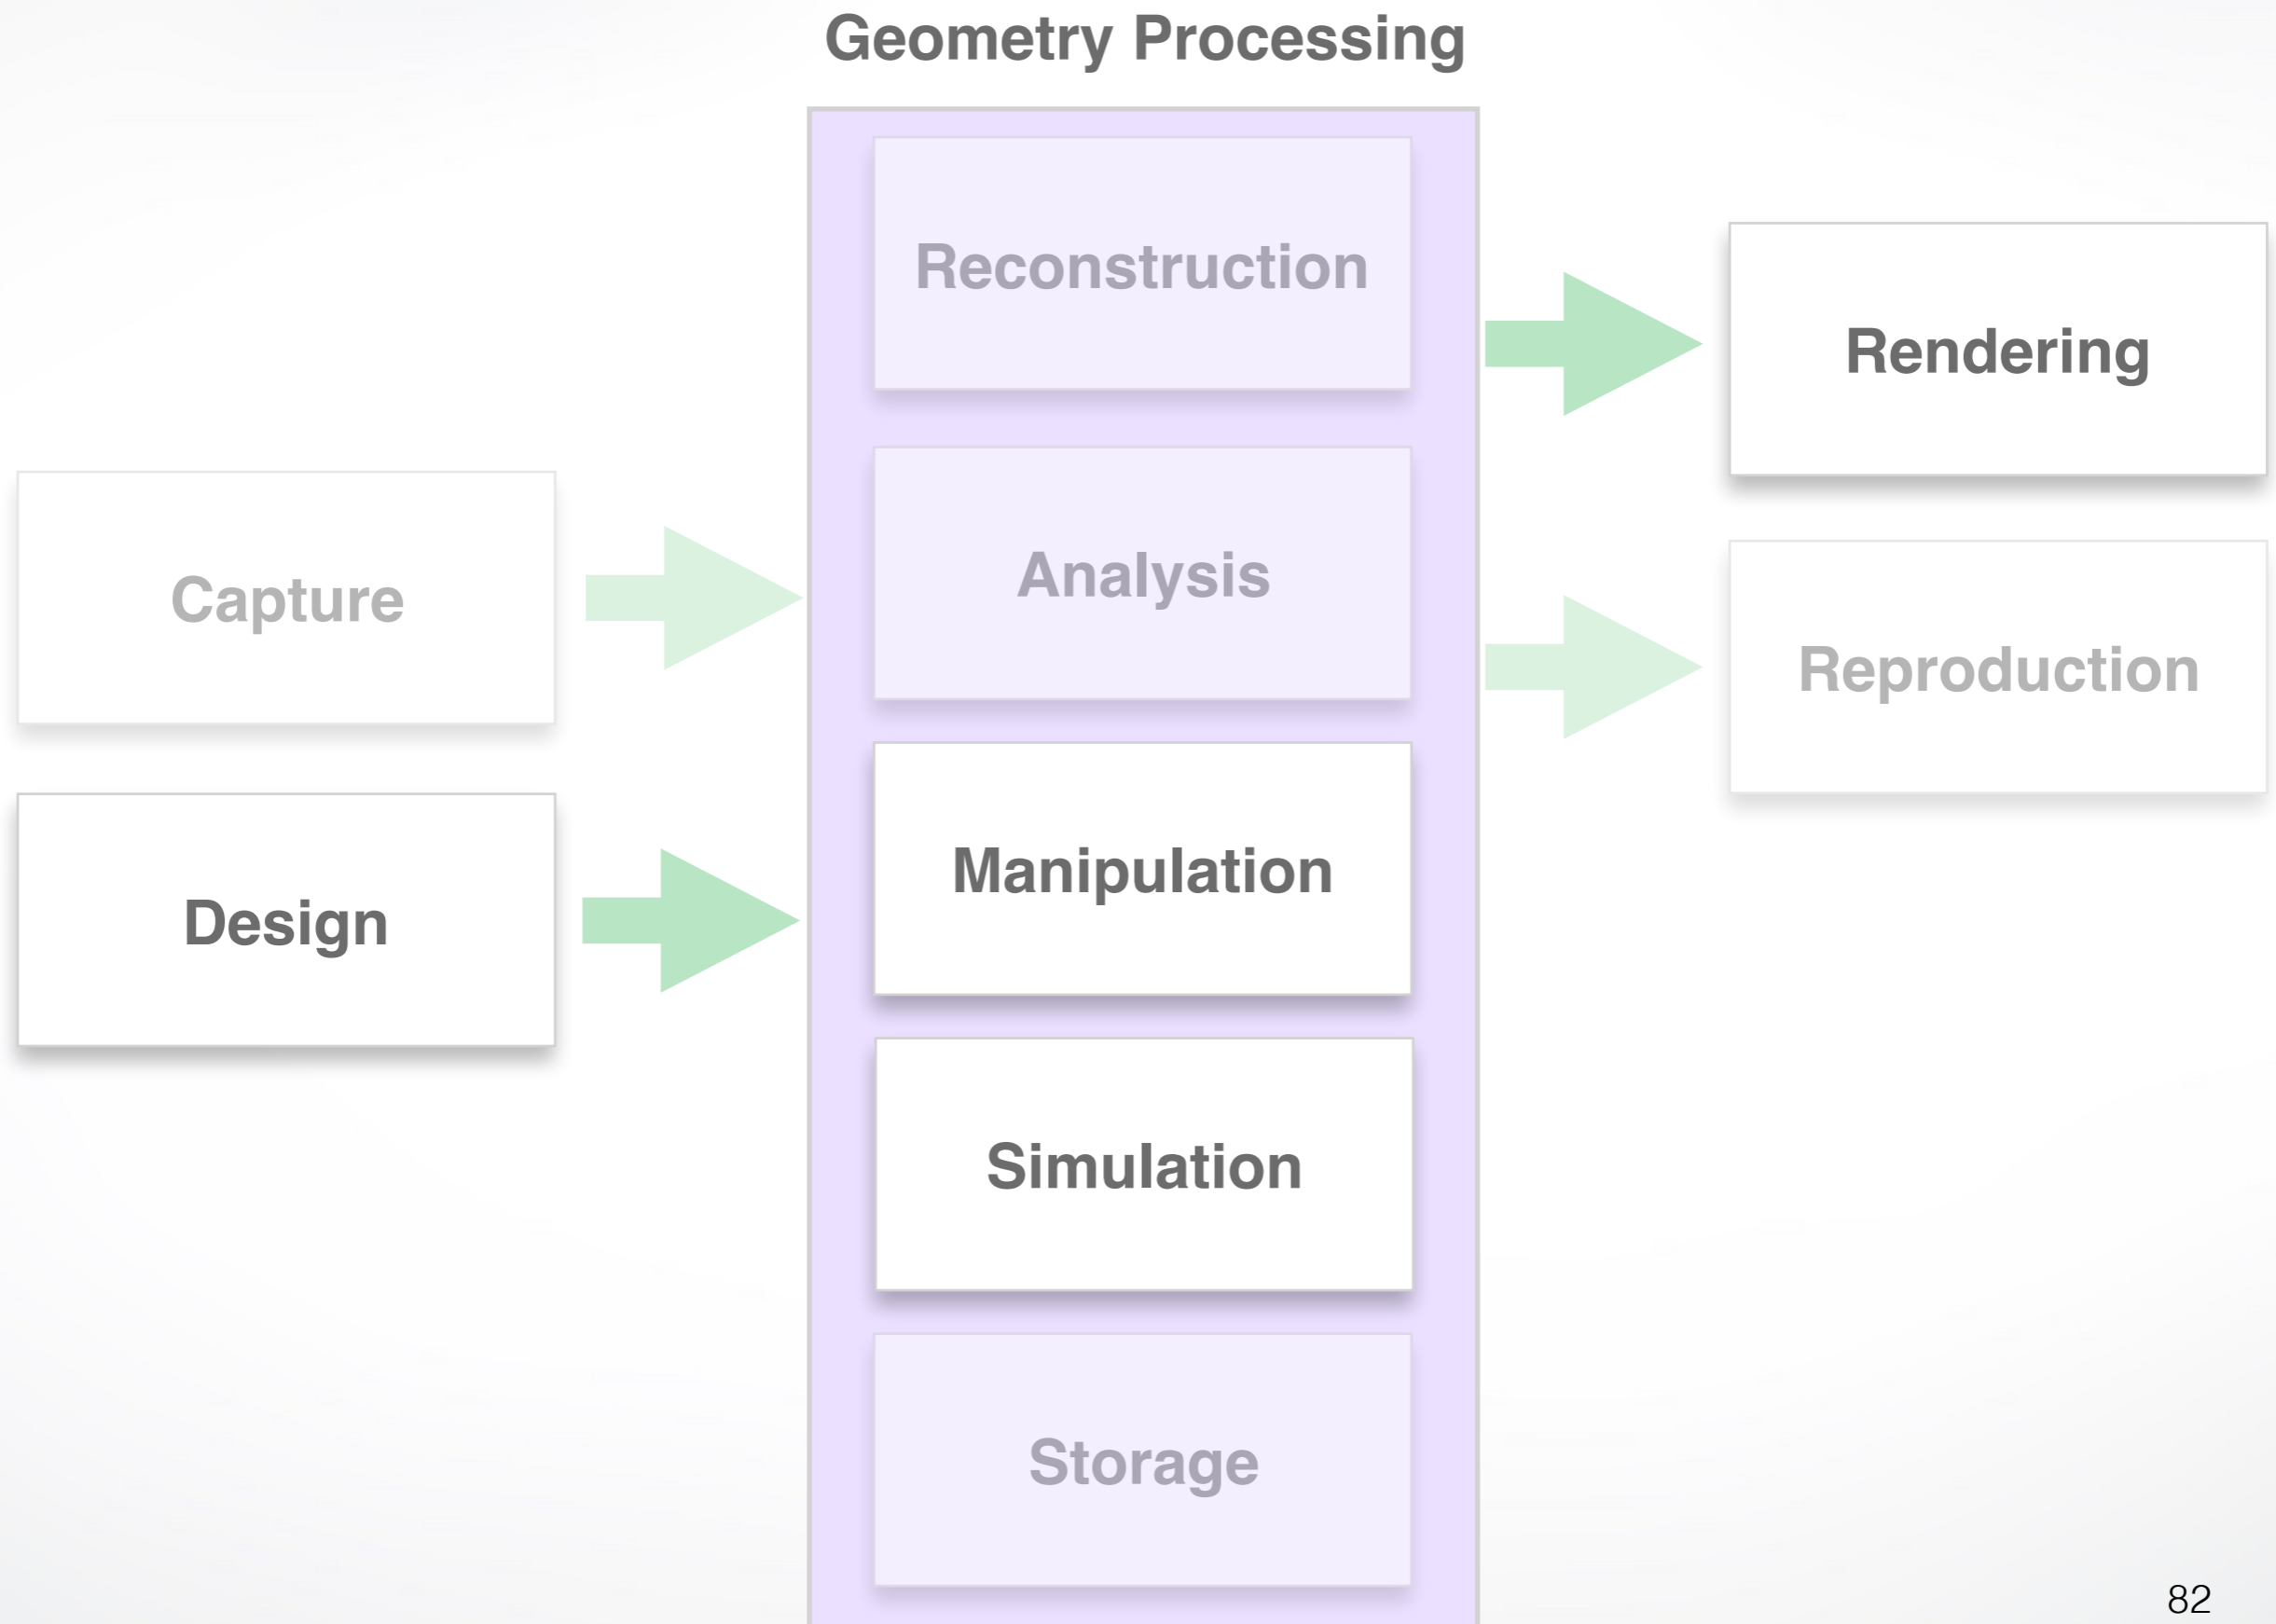 Geometry Processing
Reconstruction
Rendering
Capture
Analysis
Reproduction
Design
Manipulation
Simulation
Storage
82